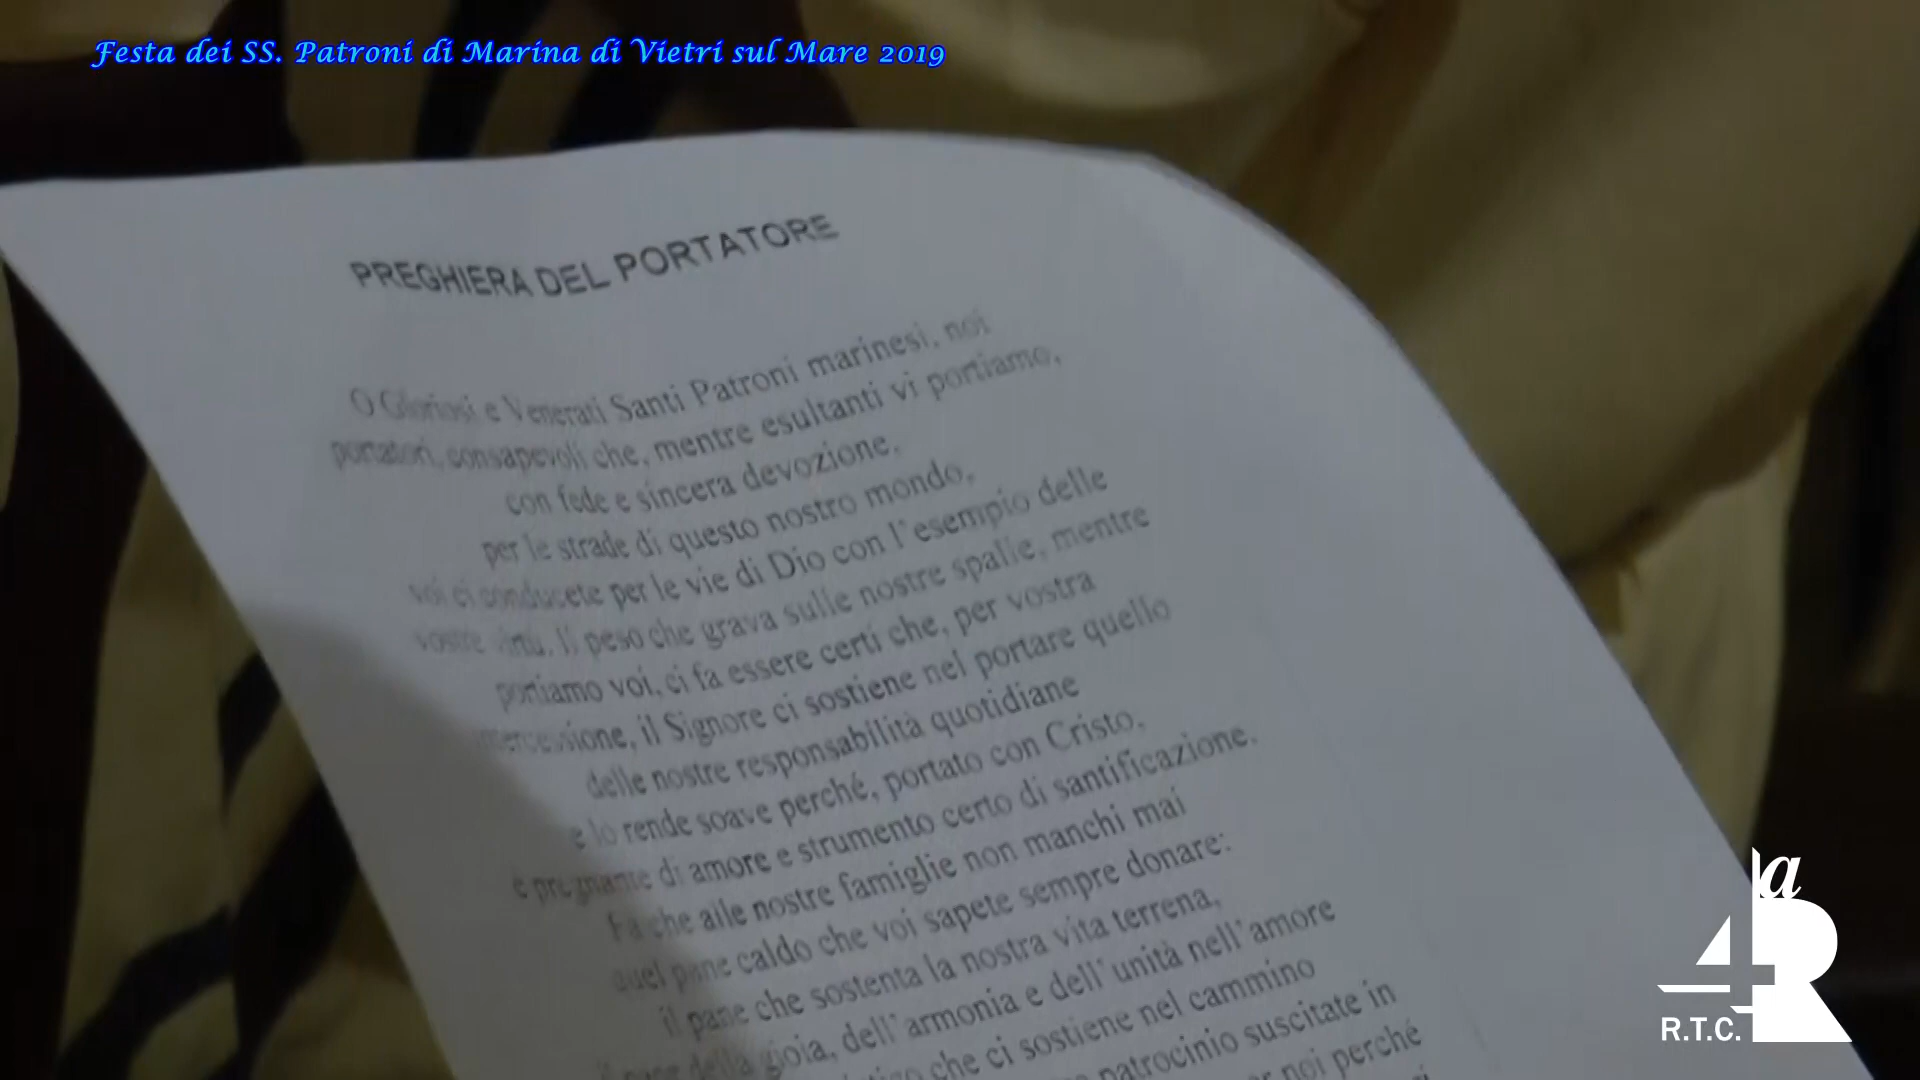 Festa dei SS. Patroni di Marina di Vietri sul Mare 2019
PREGHIERA DEL PORTATORE
O Gloriosi e Venerati Santi Patroni marinesi, noi
portatori, consapevoli che, mentre esultanti vi portiamo,
con fede e sincera devozione,
per le strade di questo nostro mondo,
voi ci conducete per le vie di Dio con l'esempio delle
vostre virtù. Il peso che grava sulle nostre spalle, mentre
portiamo voi, ci fa essere certi che, per vostra
intercessione, il Signore ci sostiene nel portare quello
delle nostre responsabilità quotidiane
e lo rende soave perché, portato con Cristo,
è pregnante di amore e strumento certo di santificazione.
Fa che alle nostre famiglie non manchi mai
quel pane caldo che voi sapete sempre donare:
il pane che sostenta la nostra vita terrena,
della gioia, dell'armonia e dell'unità nell'amore
che ci sostiene nel cammino
patrocinio suscitate in
noi perché
la
4R
R.T.C.